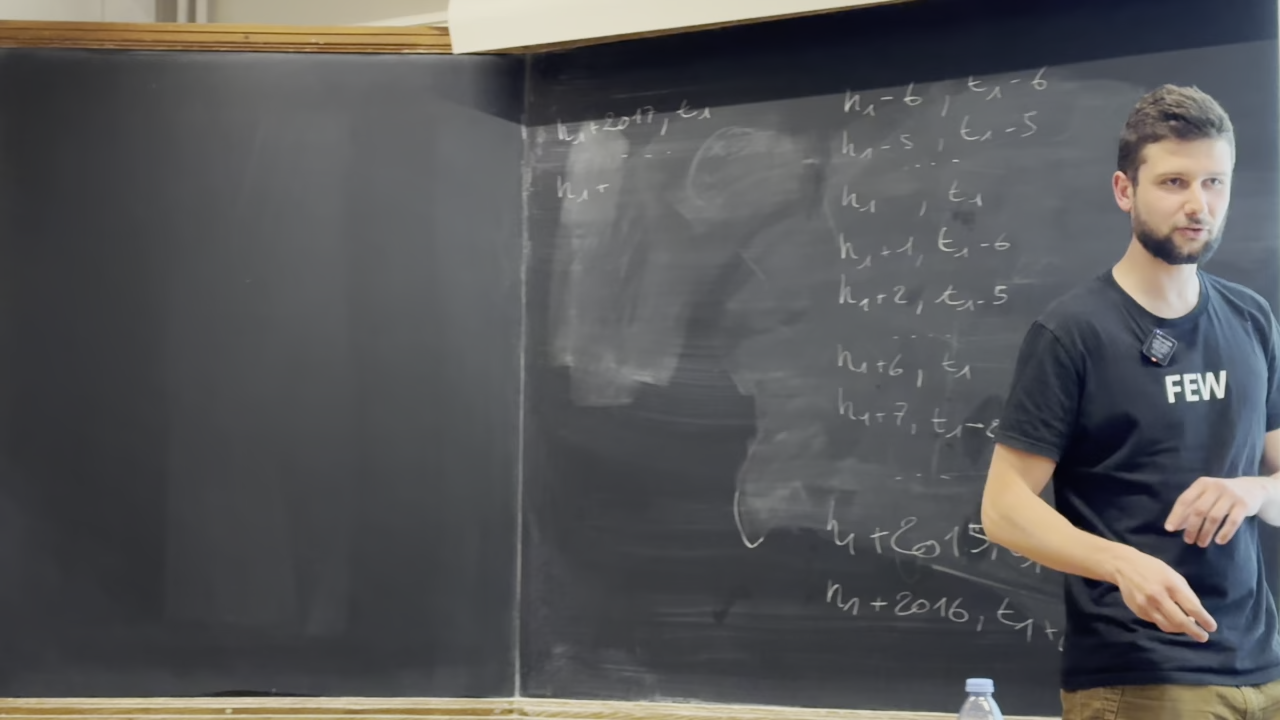 h₁+2017, t₁
....
h₁+
h₁-6, t₁-6
h₁-5, t₁-5
....
h₁, t₁
h₁+1, t₁-6
h₁+2, t₁-5
....
h₁+6, t₁
h₁+7, t₁-
....
h₁+2015,
h₁+2016, t₁+
FEW